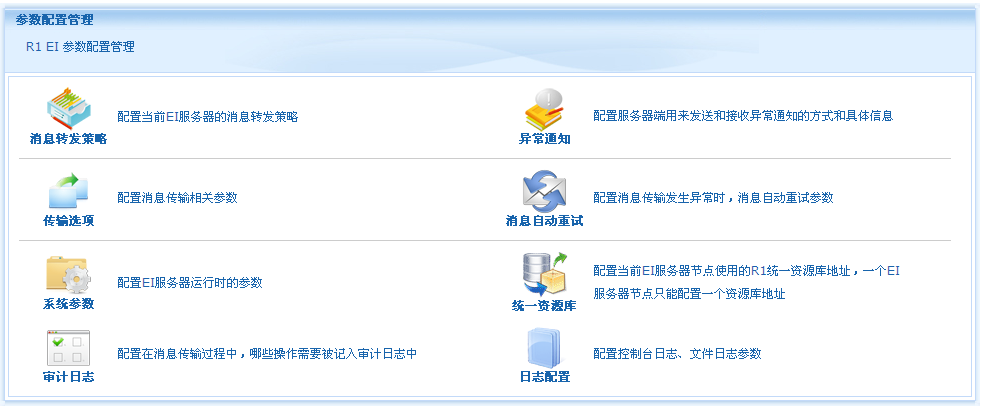 参数配置管理
R1 EI 参数配置管理
消息转发策略
配置当前EI服务器的消息转发策略
异常通知
配置服务器端用来发送和接收异常通知的方式和具体信息
传输选项
配置消息传输相关参数
消息自动重试
配置消息传输发生异常时，消息自动重试参数
系统参数
配置EI服务器运行时的参数
统一资源库
配置当前EI服务器节点使用的R1统一资源库地址，一个EI
服务器节点只能配置一个资源库地址
审计日志
配置在消息传输过程中，哪些操作需要被记入审计日志中
日志配置
配置控制台日志、文件日志参数